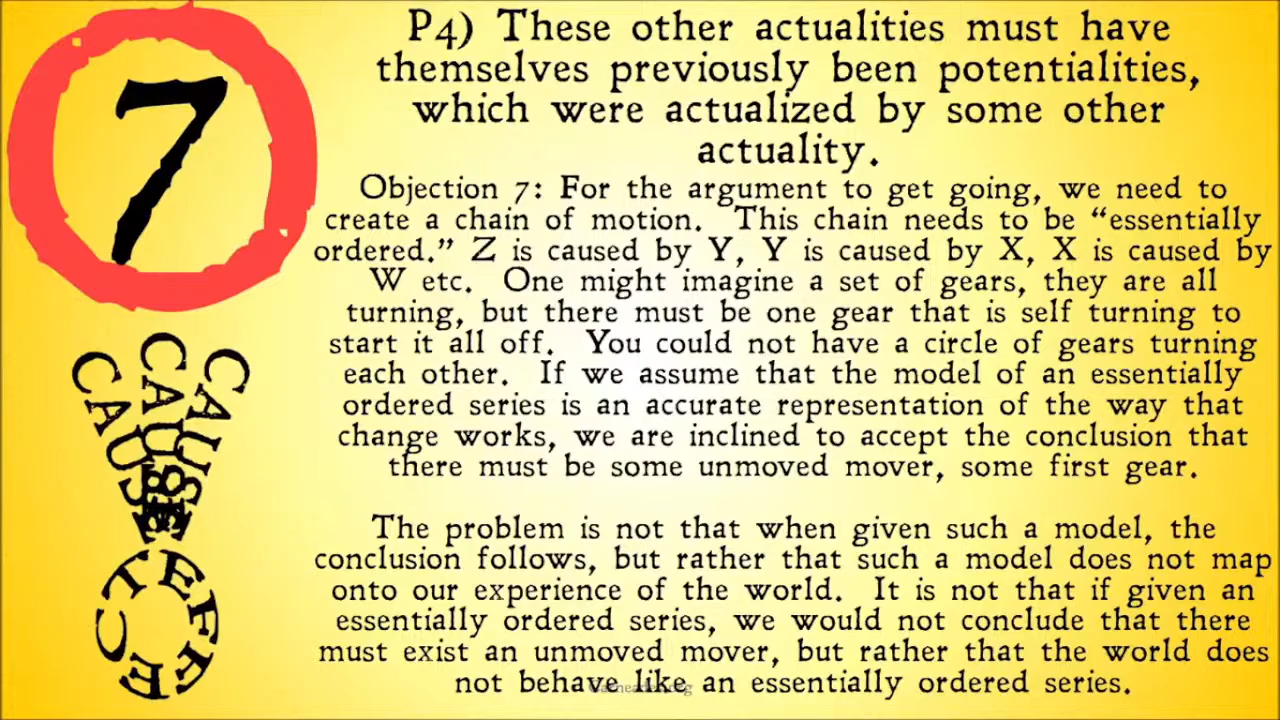 7
P4) These other actualities must have
themselves previously been potentialities,
which were actualized by some other
actuality.
Objection 7: For the argument to get going, we need to
create a chain of motion. This chain needs to be “essentially
ordered.” Z is caused by Y, Y is caused by X, X is caused by
W etc. One might imagine a set of gears, they are all
turning, but there must be one gear that is self turning to
start it all off. You could not have a circle of gears turning
each other. If we assume that the model of an essentially
ordered series is an accurate representation of the way that
change works, we are inclined to accept the conclusion that
there must be some unmoved mover, some first gear.
The problem is not that when given such a model, the
conclusion follows, but rather that such a model does not map
onto our experience of the world. It is not that if given an
essentially ordered series, we would not conclude that there
must exist an unmoved mover, but rather that the world does
not behave like an essentially ordered series.
CAUSE
CAUSE
CAUSE
EFFECT